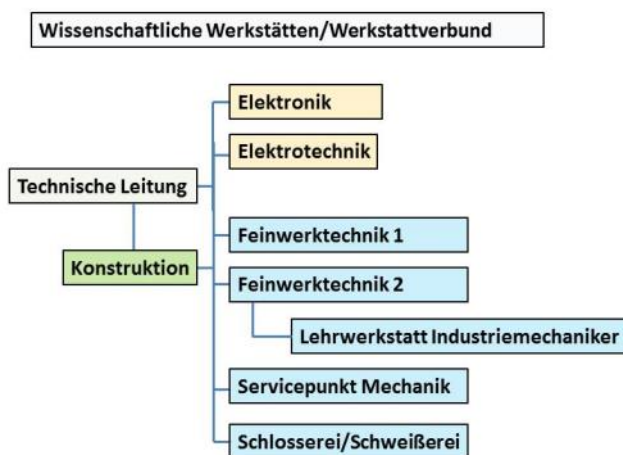 Wissenschaftliche Werkstätten/Werkstattverbund
Elektronik
Elektrotechnik
Technische Leitung
Feinwerktechnik 1
Konstruktion
Feinwerktechnik 2
Lehrwerkstatt Industriemechaniker
Servicepunkt Mechanik
Schlosserei/Schweißerei